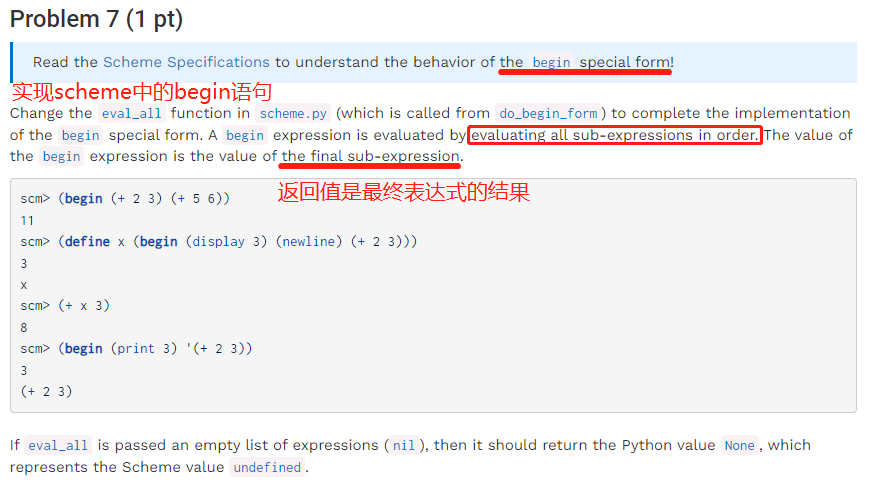 Problem 7 (1 pt)
Read the Scheme Specifications to understand the behavior of the begin special form!
实现scheme中的begin语句
Change the eval_all function in scheme.py (which is called from do_begin_form) to complete the implementation
of the begin special form. A begin expression is evaluated by evaluating all sub-expressions in order. The value of
the begin expression is the value of the final sub-expression.
返回值是最终表达式的结果
scm> (begin (+ 2 3) (+ 5 6))
11
scm> (define x (begin (display 3) (newline) (+ 2 3)))
3
x
scm> (+ x 3)
8
scm> (begin (print 3) '(+ 2 3))
3
(+ 2 3)
If eval_all is passed an empty list of expressions (nil), then it should return the Python value None, which
represents the Scheme value undefined.